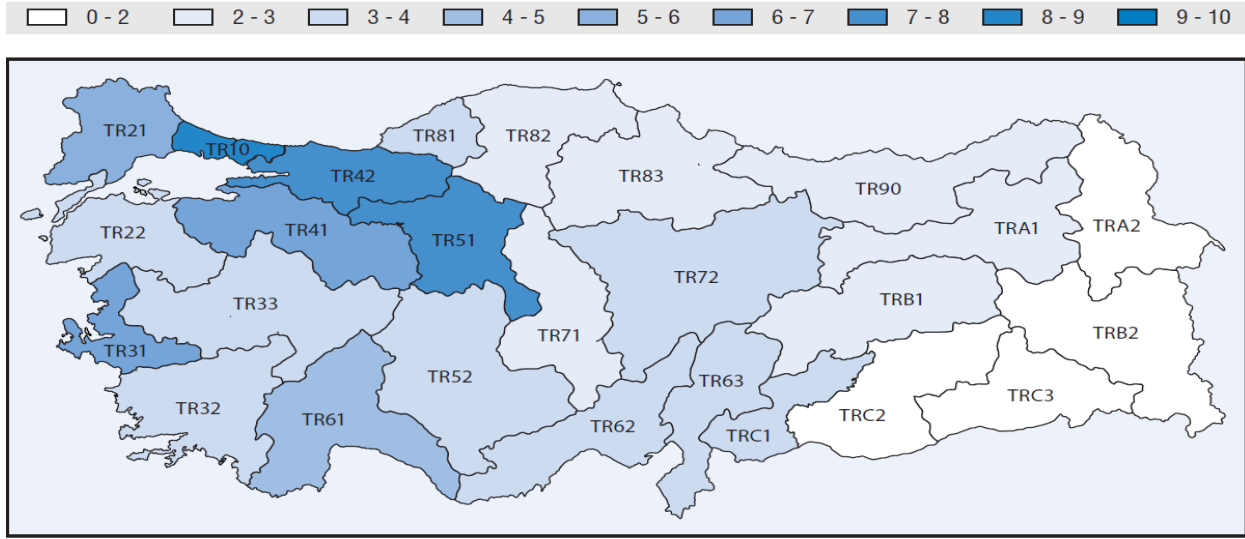 0 - 2 2 - 3 3 - 4 4 - 5 5 - 6 6 - 7 7 - 8 8 - 9 9 - 10
TR21
TR10
TR81
TR82
TR42
TR83
TR90
TRA1
TRA2
TR22
TR41
TR51
TR33
TR72
TRB1
TR31
TR71
TRB2
TR52
TR63
TR32
TR61
TR62
TRC1
TRC2
TRC3